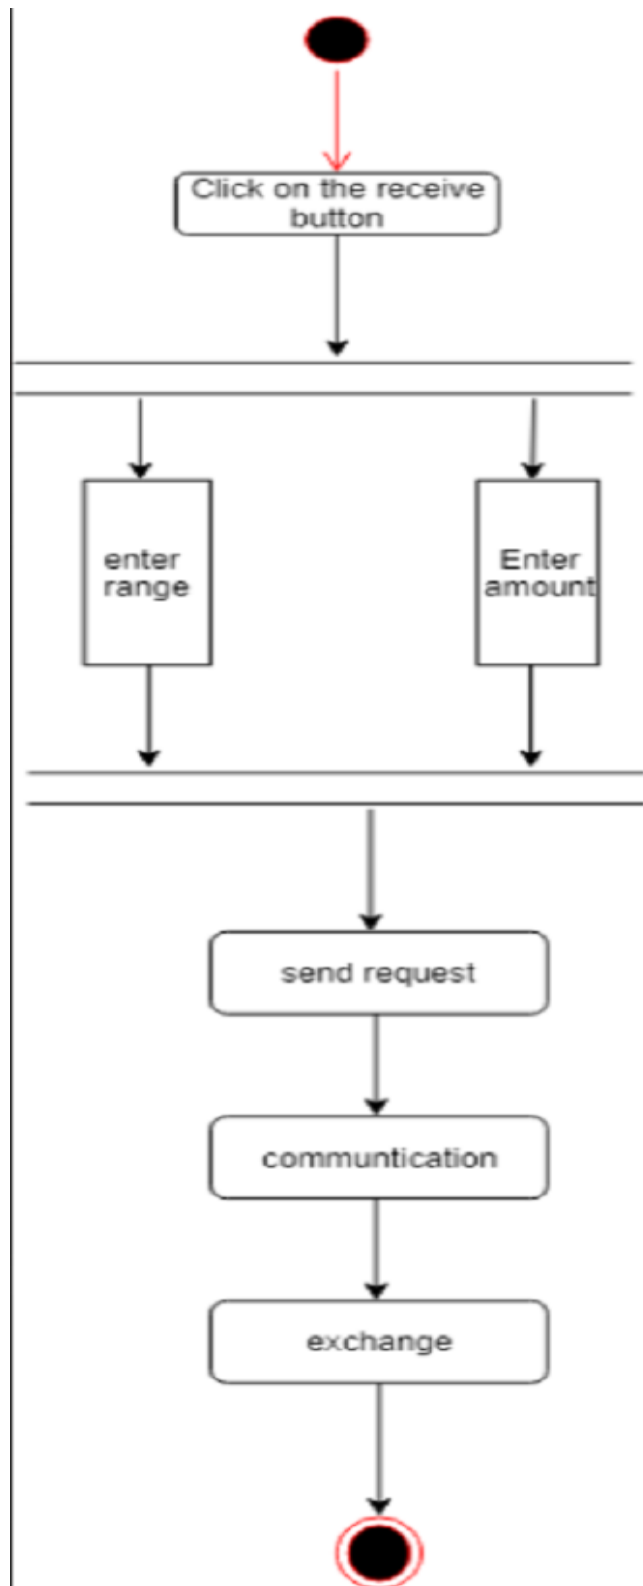 Click on the receive
button
enter
range
Enter
amount
send request
communtication
exchange